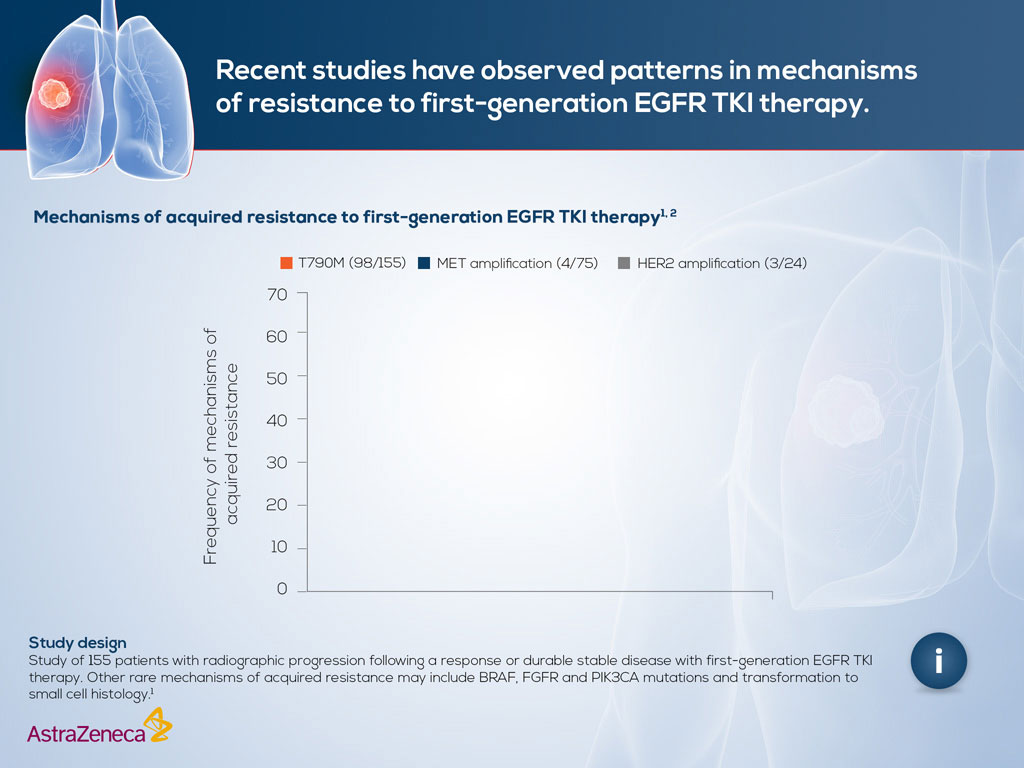 Recent studies have observed patterns in mechanisms
of resistance to first-generation EGFR TKI therapy.
Mechanisms of acquired resistance to first-generation EGFR TKI therapy1, 2
T790M (98/155) MET amplification (4/75) HER2 amplification (3/24)
Frequency of mechanisms of
acquired resistance
70
60
50
40
30
20
10
0
Study design
Study of 155 patients with radiographic progression following a response or durable stable disease with first-generation EGFR TKI
therapy. Other rare mechanisms of acquired resistance may include BRAF, FGFR and PIK3CA mutations and transformation to
small cell histology.1
i
AstraZeneca